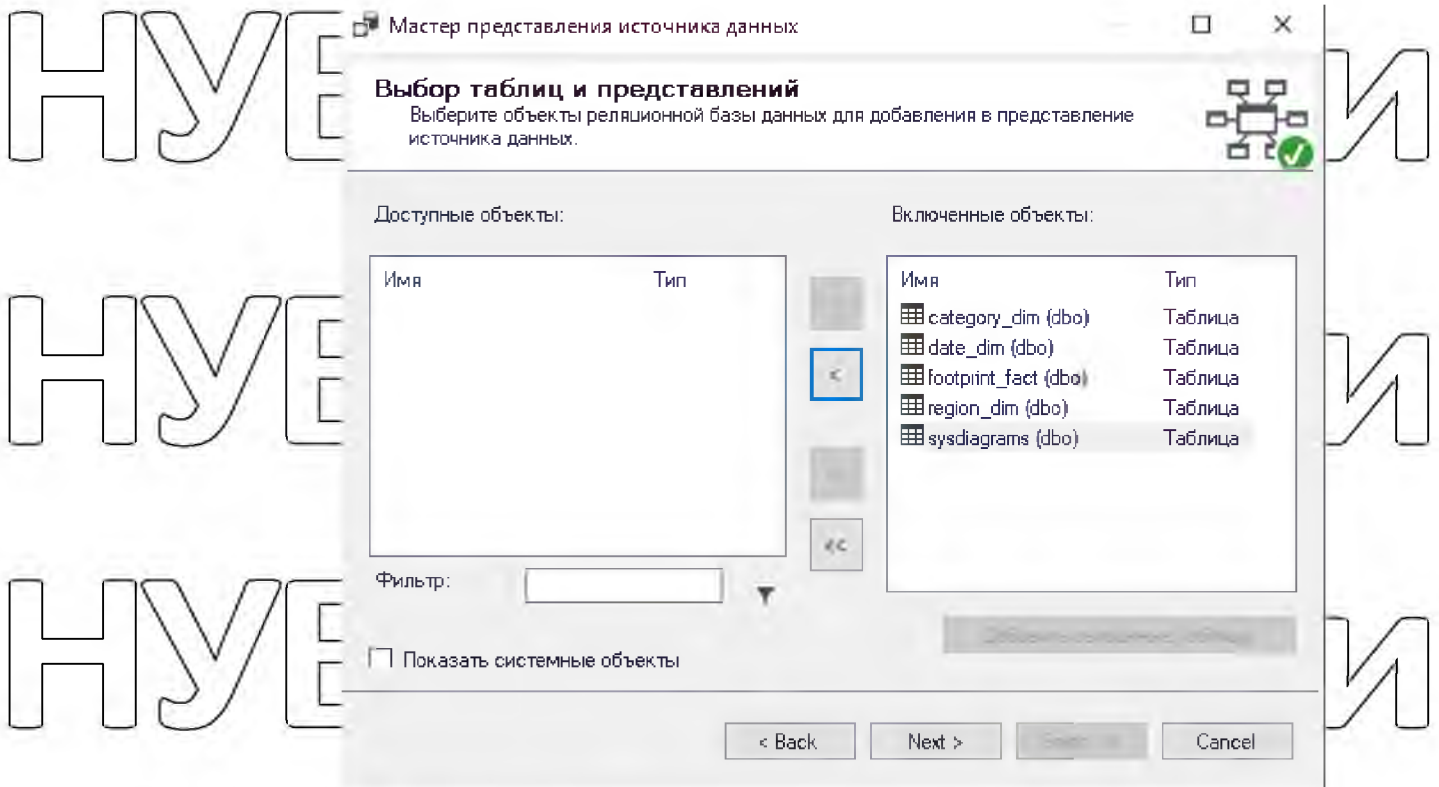 Мастер представления источника данных
Выбор таблиц и представлений
Выберите объекты реляционной базы данных для добавления в представление
источника данных.
Доступные объекты:
Включенные объекты:
Имя Тип
Имя Тип
category_dim (dbo) Таблица
date_dim (dbo) Таблица
footprint_fact (dbo) Таблица
region_dim (dbo) Таблица
sysdiagrams (dbo) Таблица
<
<<
Фильтр:
Показать системные объекты
< Back
Next >
Cancel